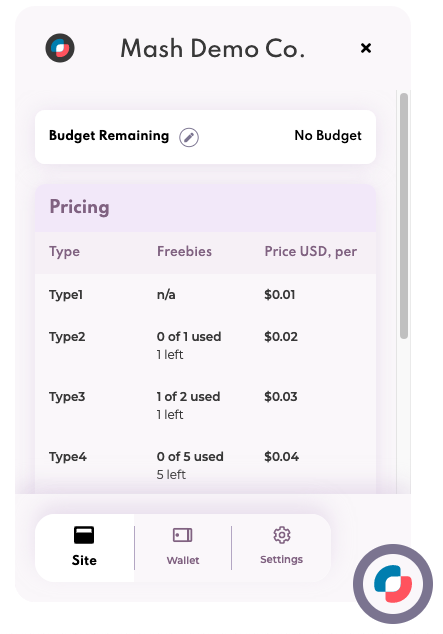 Mash Demo Co.
Budget Remaining No Budget
Pricing
Type Freebies Price USD, per
Type1 n/a $0.01
Type2 0 of 1 used $0.02
1 left
Type3 1 of 2 used $0.03
1 left
Type4 0 of 5 used $0.04
5 left
Site Wallet Settings